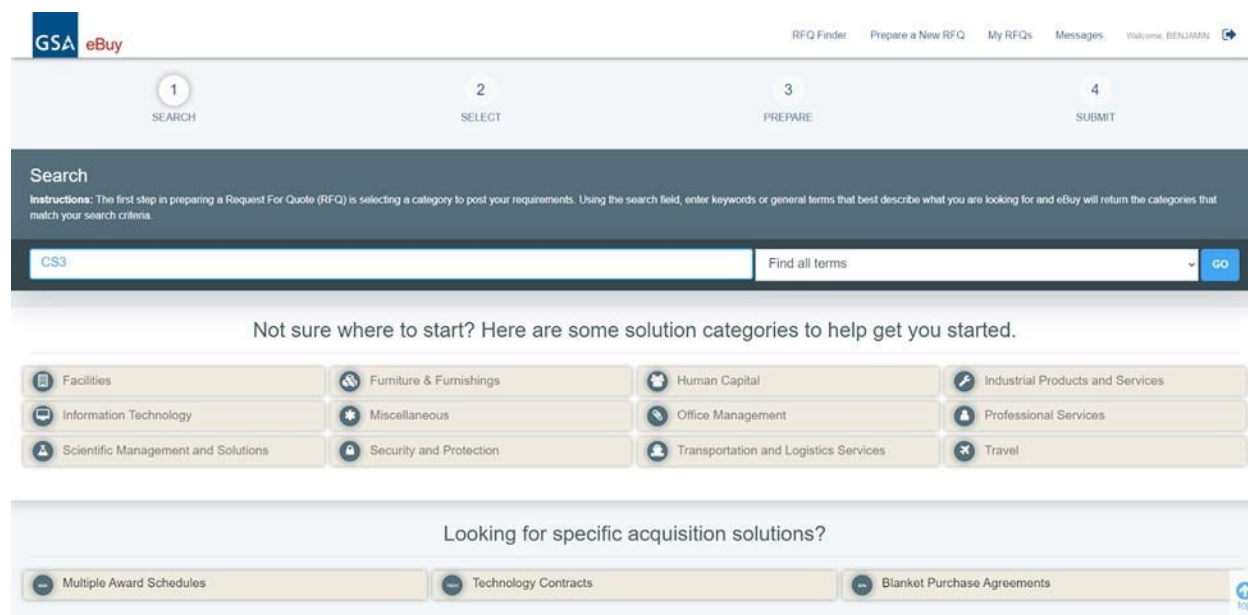 GSA eBuy
RFQ Finder Prepare a New RFQ My RFQs Messages Welcome, BENJAMIN
1 2 3 4
SEARCH SELECT PREPARE SUBMIT
Search
Instructions: The first step in preparing a Request For Quote (RFQ) is selecting a category to post your requirements. Using the search field, enter keywords or general terms that best describe what you are looking for and eBuy will return the categories that
match your search criteria.
CS3 Find all terms GO
Not sure where to start? Here are some solution categories to help get you started.
Facilities Furniture & Furnishings Human Capital Industrial Products and Services
Information Technology Miscellaneous Office Management Professional Services
Scientific Management and Solutions Security and Protection Transportation and Logistics Services Travel
Looking for specific acquisition solutions?
Multiple Award Schedules Technology Contracts Blanket Purchase Agreements